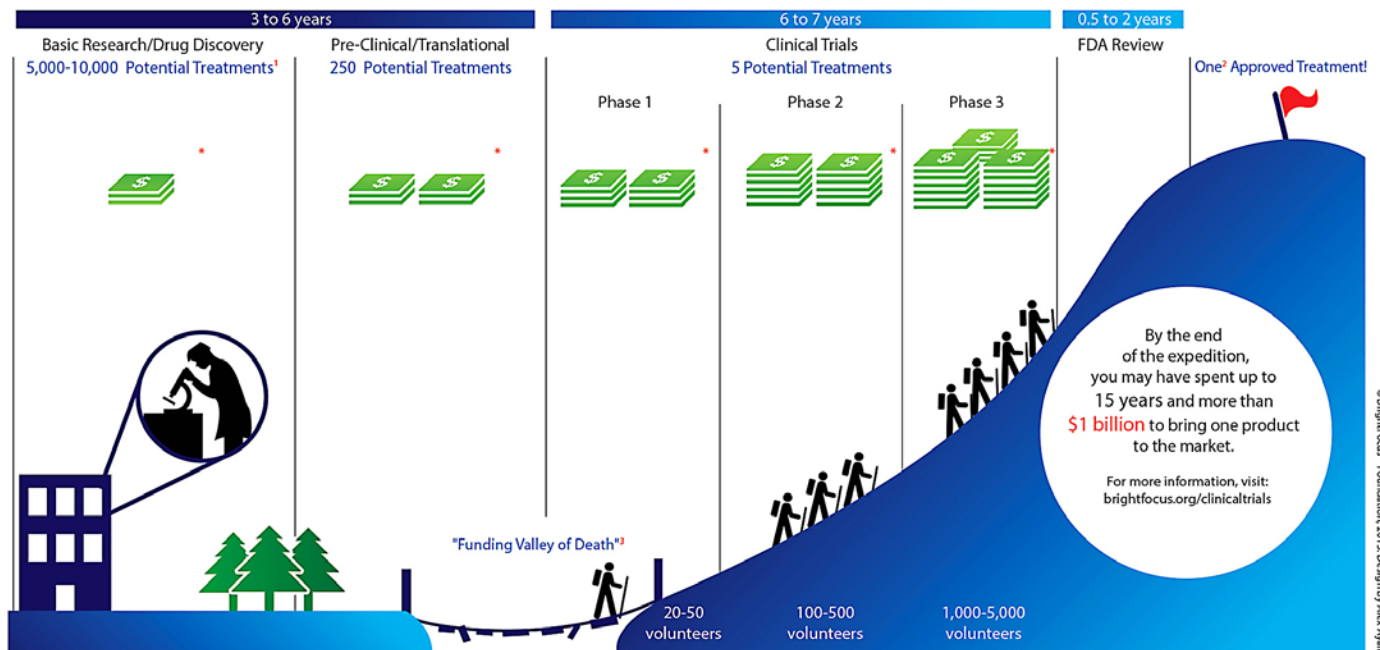 3 to 6 years
6 to 7 years
0.5 to 2 years
Basic Research/Drug Discovery
5,000-10,000 Potential Treatments¹
Pre-Clinical/Translational
250 Potential Treatments
Clinical Trials
5 Potential Treatments
FDA Review
One² Approved Treatment!
Phase 1
Phase 2
Phase 3
$
*
$ $
*
$ $
*
$ $
*
$
$ $
*
By the end
of the expedition,
you may have spent up to
15 years and more than
$1 billion to bring one product
to the market.
For more information, visit:
brightfocus.org/clinicaltrials
"Funding Valley of Death"³
20-50
volunteers
100-500
volunteers
1,000-5,000
volunteers